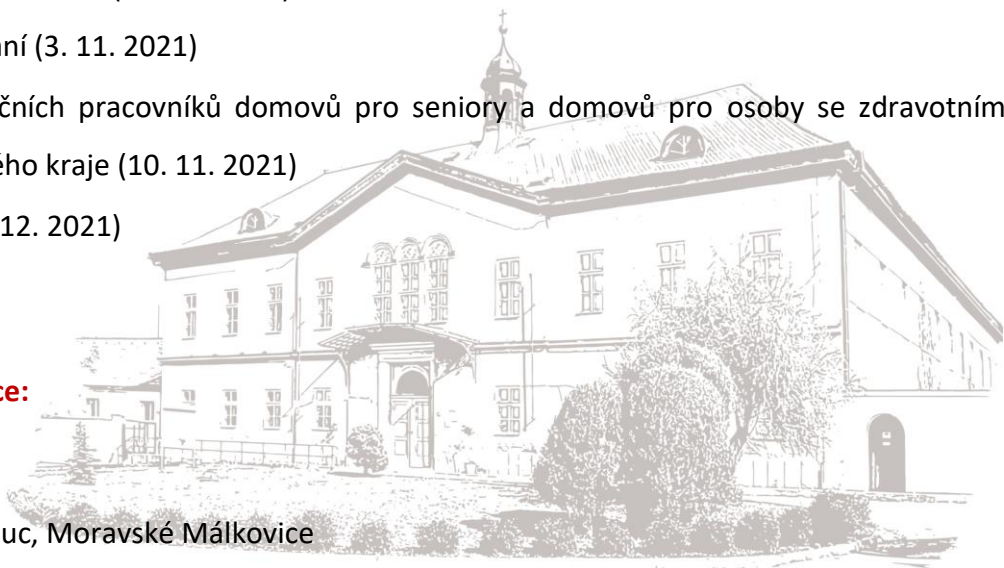 ní (3. 11. 2021)
čních pracovníků domovů pro seniory a domovů pro osoby se zdravotním
ého kraje (10. 11. 2021)
12. 2021)
ce:
uc, Moravské Málkovice